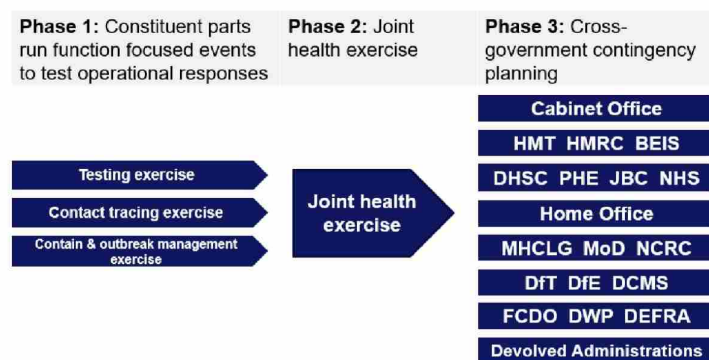 Phase 1: Constituent parts
run function focused events
to test operational responses
Phase 2: Joint
health exercise
Phase 3: Cross-
government contingency
planning
Testing exercise
Contact tracing exercise
Contain & outbreak management
exercise
Joint health
exercise
Cabinet Office
HMT HMRC BEIS
DHSC PHE JBC NHS
Home Office
MHCLG MoD NCRC
DfT DfE DCMS
FCDO DWP DEFRA
Devolved Administrations